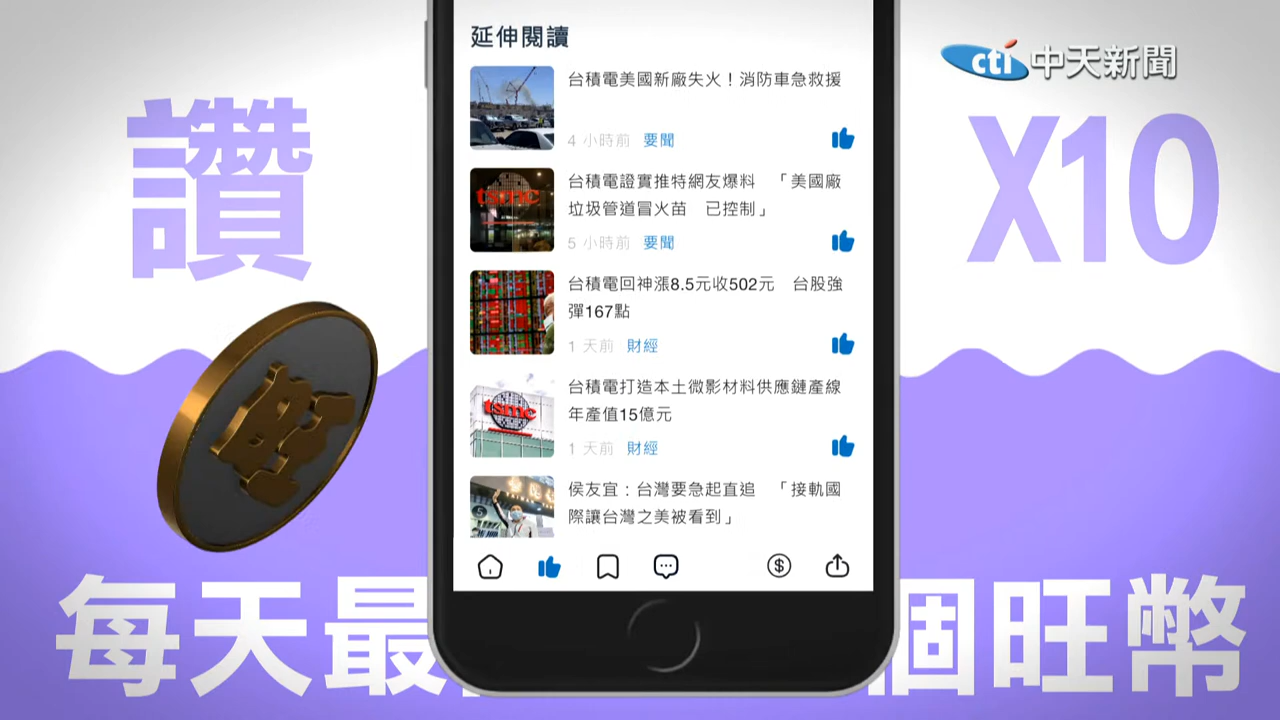 延伸閱讀
cti 中天新聞
台積電美國新廠失火！消防車急救援
4 小時前 要聞
讚
X10
tsmc
台積電證實推特網友爆料 「美國廠
垃圾管道冒火苗 已控制」
5 小時前 要聞
台積電回神漲8.5元收502元 台股強
彈167點
1 天前 財經
tsmc
台積電打造本土微影材料供應鏈產線
年產值15億元
1 天前 財經
侯友宜：台灣要急起直追 「接軌國
際讓台灣之美被看到」
$
每天最 個旺幣